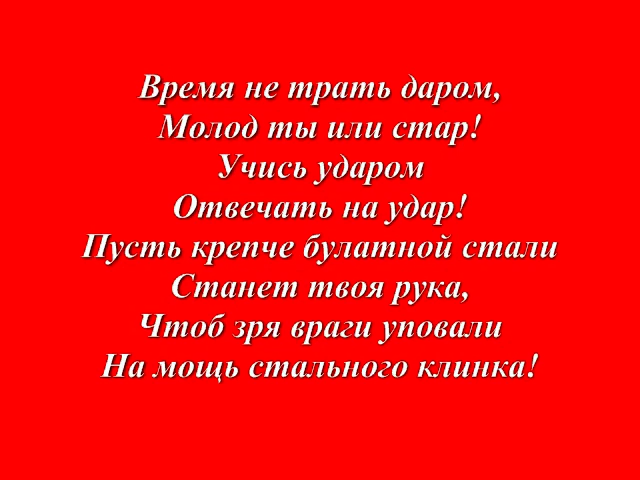 Время не трать даром,
Молод ты или стар!
Учись ударом
Отвечать на удар!
Пусть крепче булатной стали
Станет твоя рука,
Чтоб зря враги уповали
На мощь стального клинка!